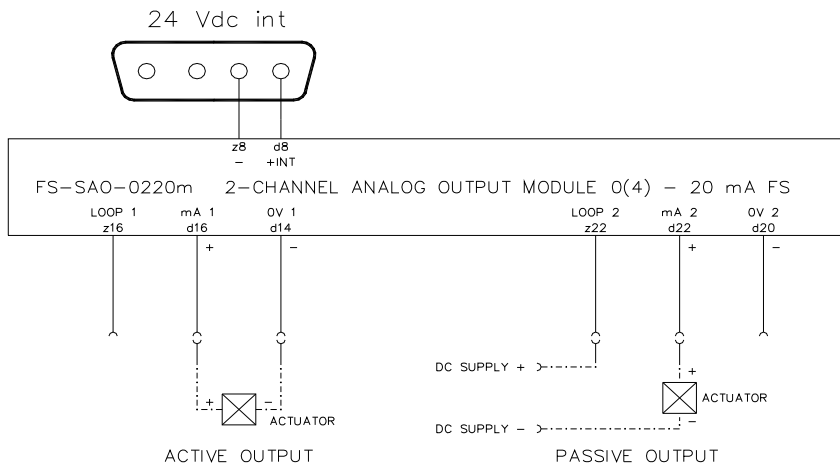 24 Vdc int
z8 d8
− +INT
FS−SAO−0220m 2−CHANNEL ANALOG OUTPUT MODULE 0(4) − 20 mA FS
LOOP 1 mA 1 0V 1 LOOP 2 mA 2 0V 2
z16 d16 d14 z22 d22 d20
+ − + −
DC SUPPLY + +
+ − ACTUATOR
ACTUATOR −
DC SUPPLY −
ACTIVE OUTPUT PASSIVE OUTPUT